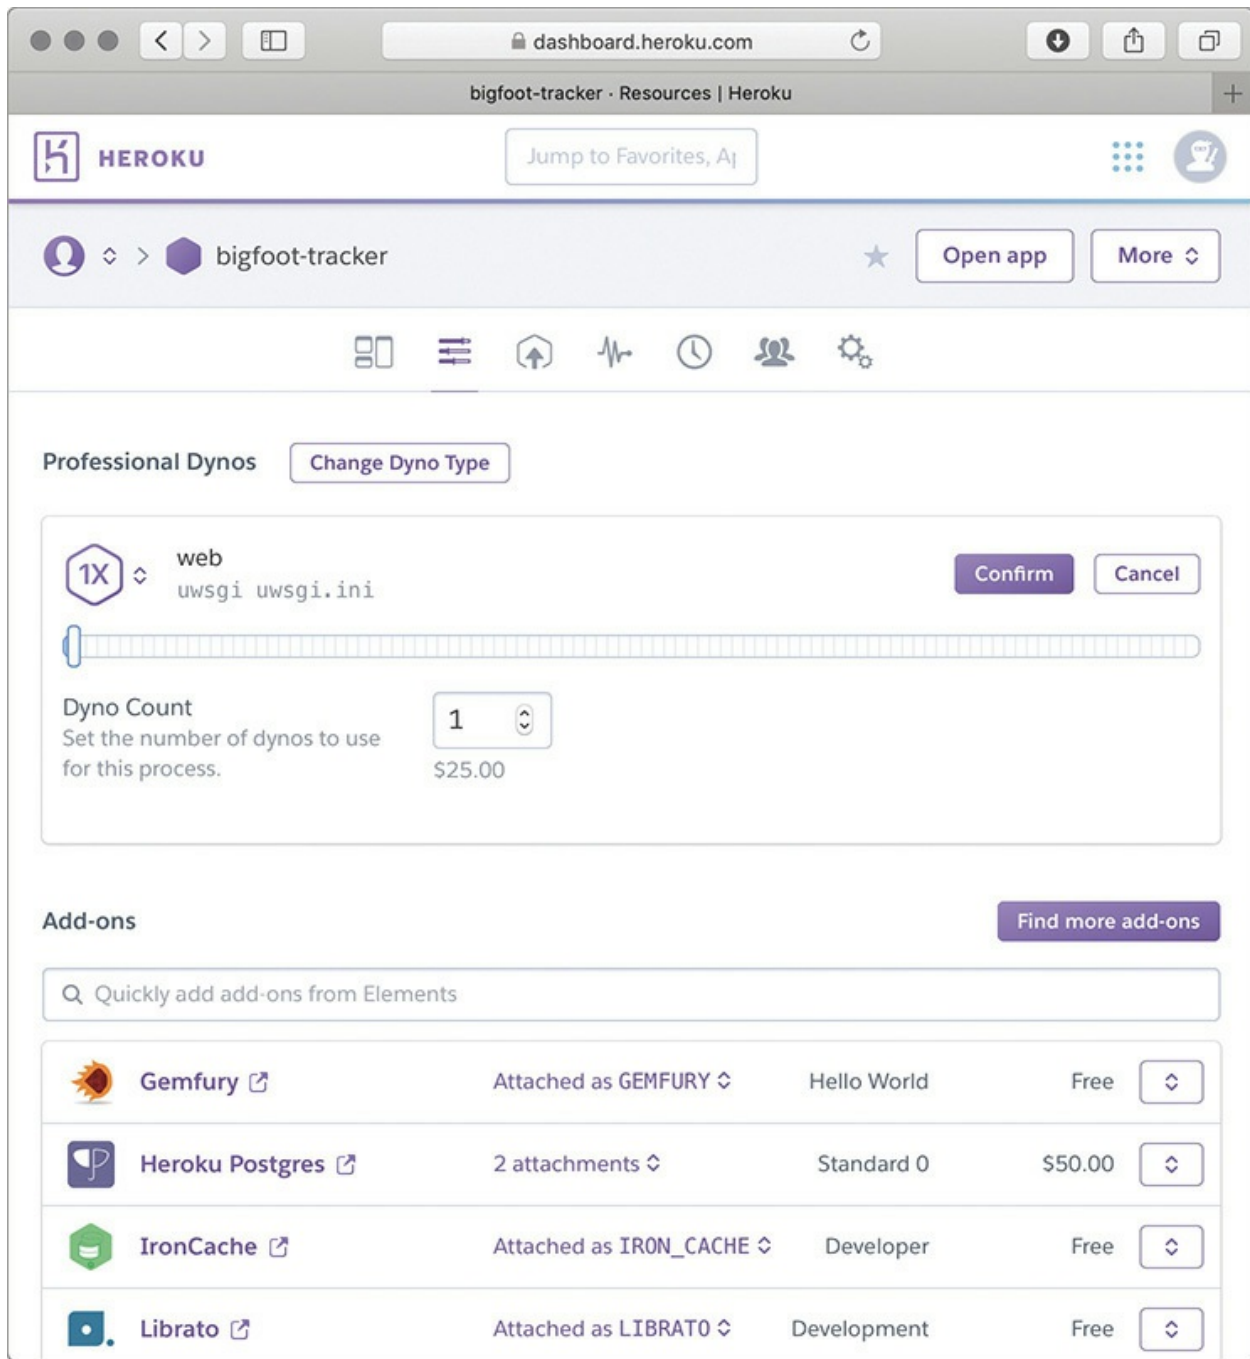 dashboard.heroku.com
bigfoot-tracker · Resources | Heroku
HEROKU
Jump to Favorites, Ap
bigfoot-tracker
Open app
More
Professional Dynos
Change Dyno Type
1X
web
uwsgi uwsgi.ini
Confirm
Cancel
Dyno Count
Set the number of dynos to use
for this process.
1
$25.00
Add-ons
Find more add-ons
Quickly add add-ons from Elements
Gemfury Attached as GEMFURY Hello World Free
Heroku Postgres 2 attachments Standard 0 $50.00
IronCache Attached as IRON_CACHE Developer Free
Librato Attached as LIBRATO Development Free